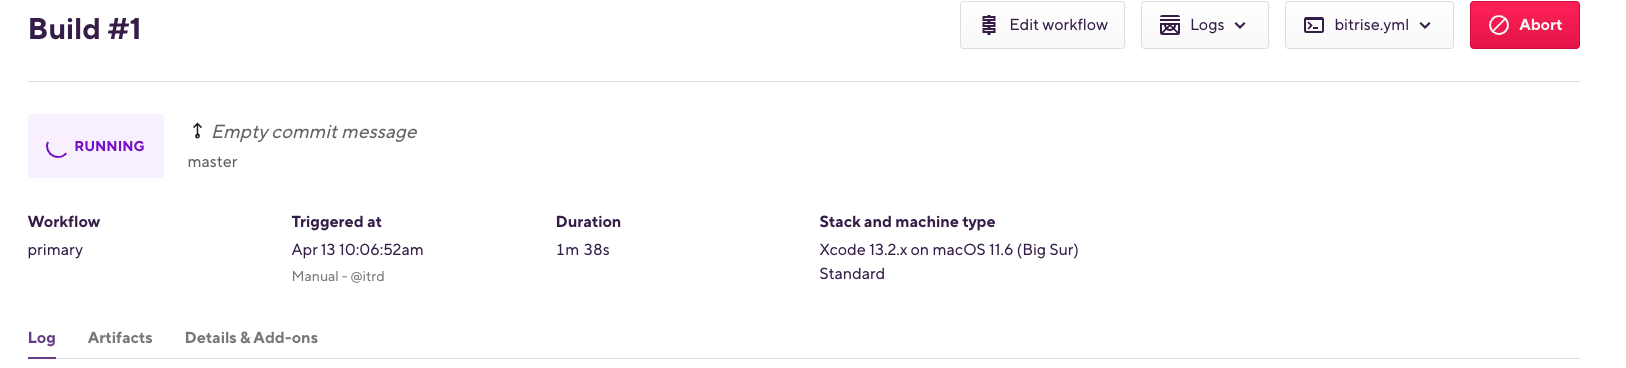 Build #1
Edit workflow
Logs
bitrise.yml
Abort
RUNNING
Empty commit message
master
Workflow
primary
Triggered at
Apr 13 10:06:52am
Manual - @itrd
Duration
1m 38s
Stack and machine type
Xcode 13.2.x on macOS 11.6 (Big Sur)
Standard
Log
Artifacts
Details & Add-ons